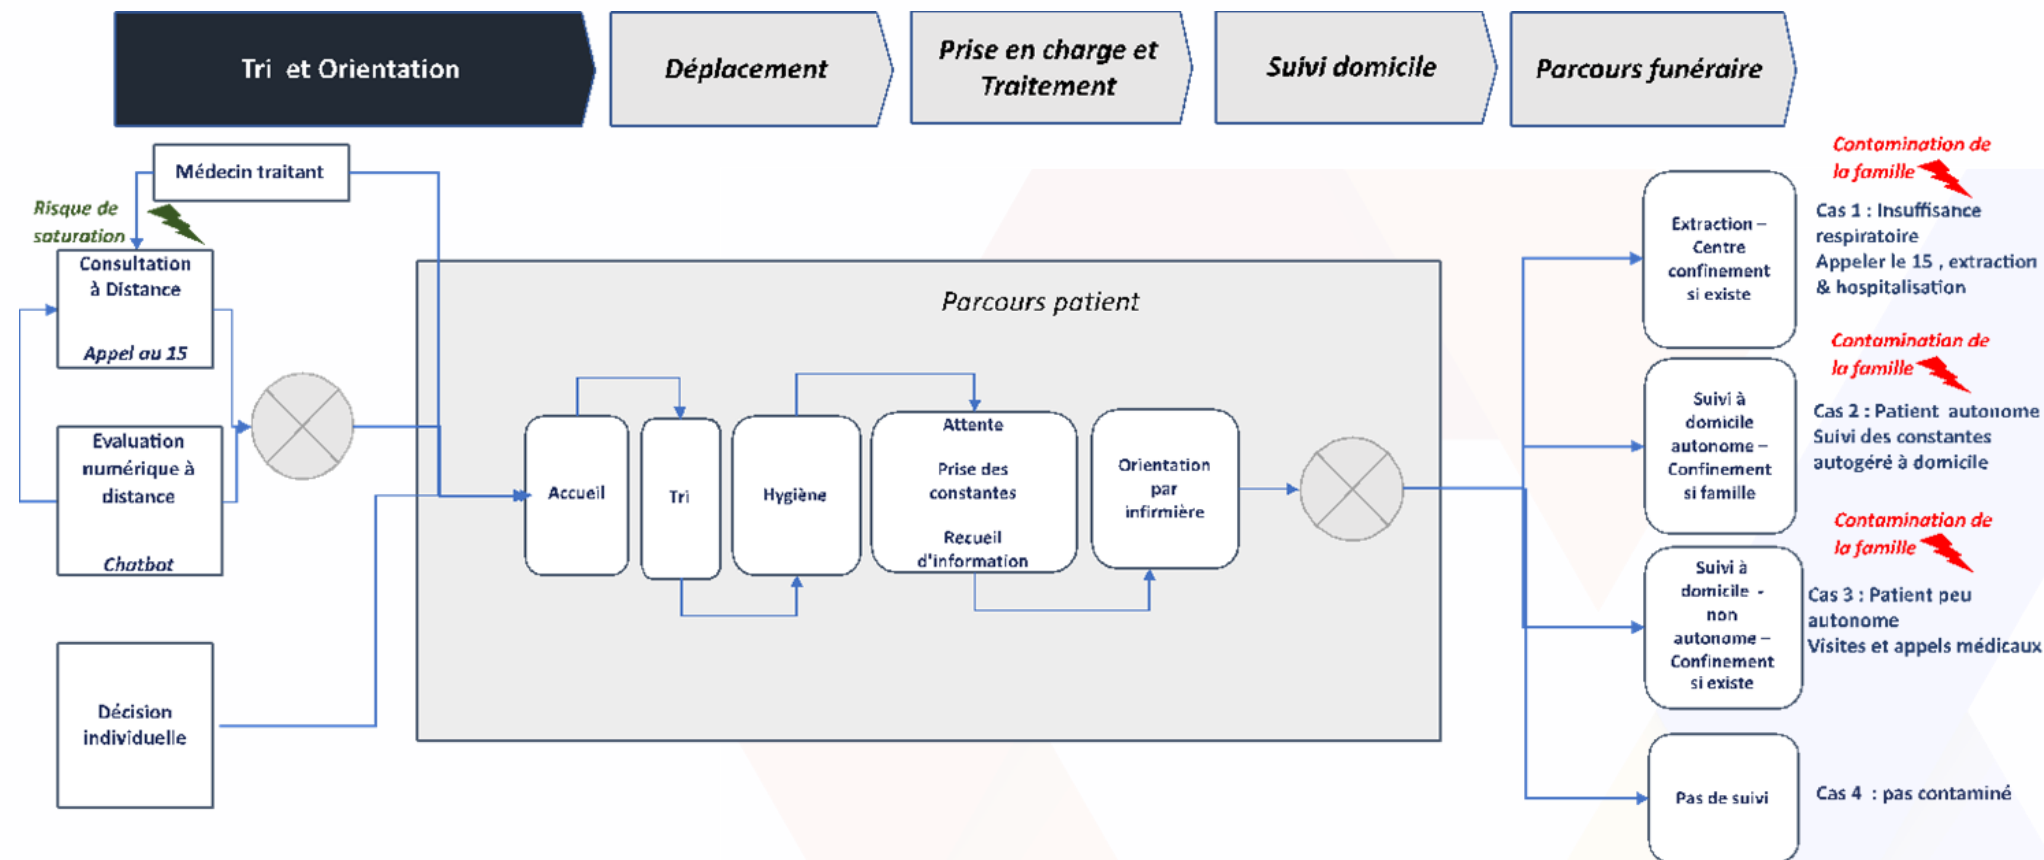 Tri et Orientation
Déplacement
Prise en charge et
Traitement
Suivi domicile
Parcours funéraire
Médecin traitant
Risque de
saturation
Consultation
à Distance
Appel au 15
Evaluation
numérique à
distance
Chatbot
Décision
individuelle
Parcours patient
Accueil
Tri
Hygiène
Attente
Prise des
constantes
Recueil
d'information
Orientation
par
infirmière
Extraction –
Centre
confinement
si existe
Contamination de
la famille
Cas 1 : Insuffisance
respiratoire
Appeler le 15 , extraction
& hospitalisation
Suivi à
domicile
autonome –
Confinement
si famille
Contamination de
la famille
Cas 2 : Patient autonome
Suivi des constantes
autogéré à domicile
Suivi à
domicile -
non
autonome –
Confinement
si existe
Contamination de
la famille
Cas 3 : Patient peu
autonome
Visites et appels médicaux
Pas de suivi
Cas 4 : pas contaminé